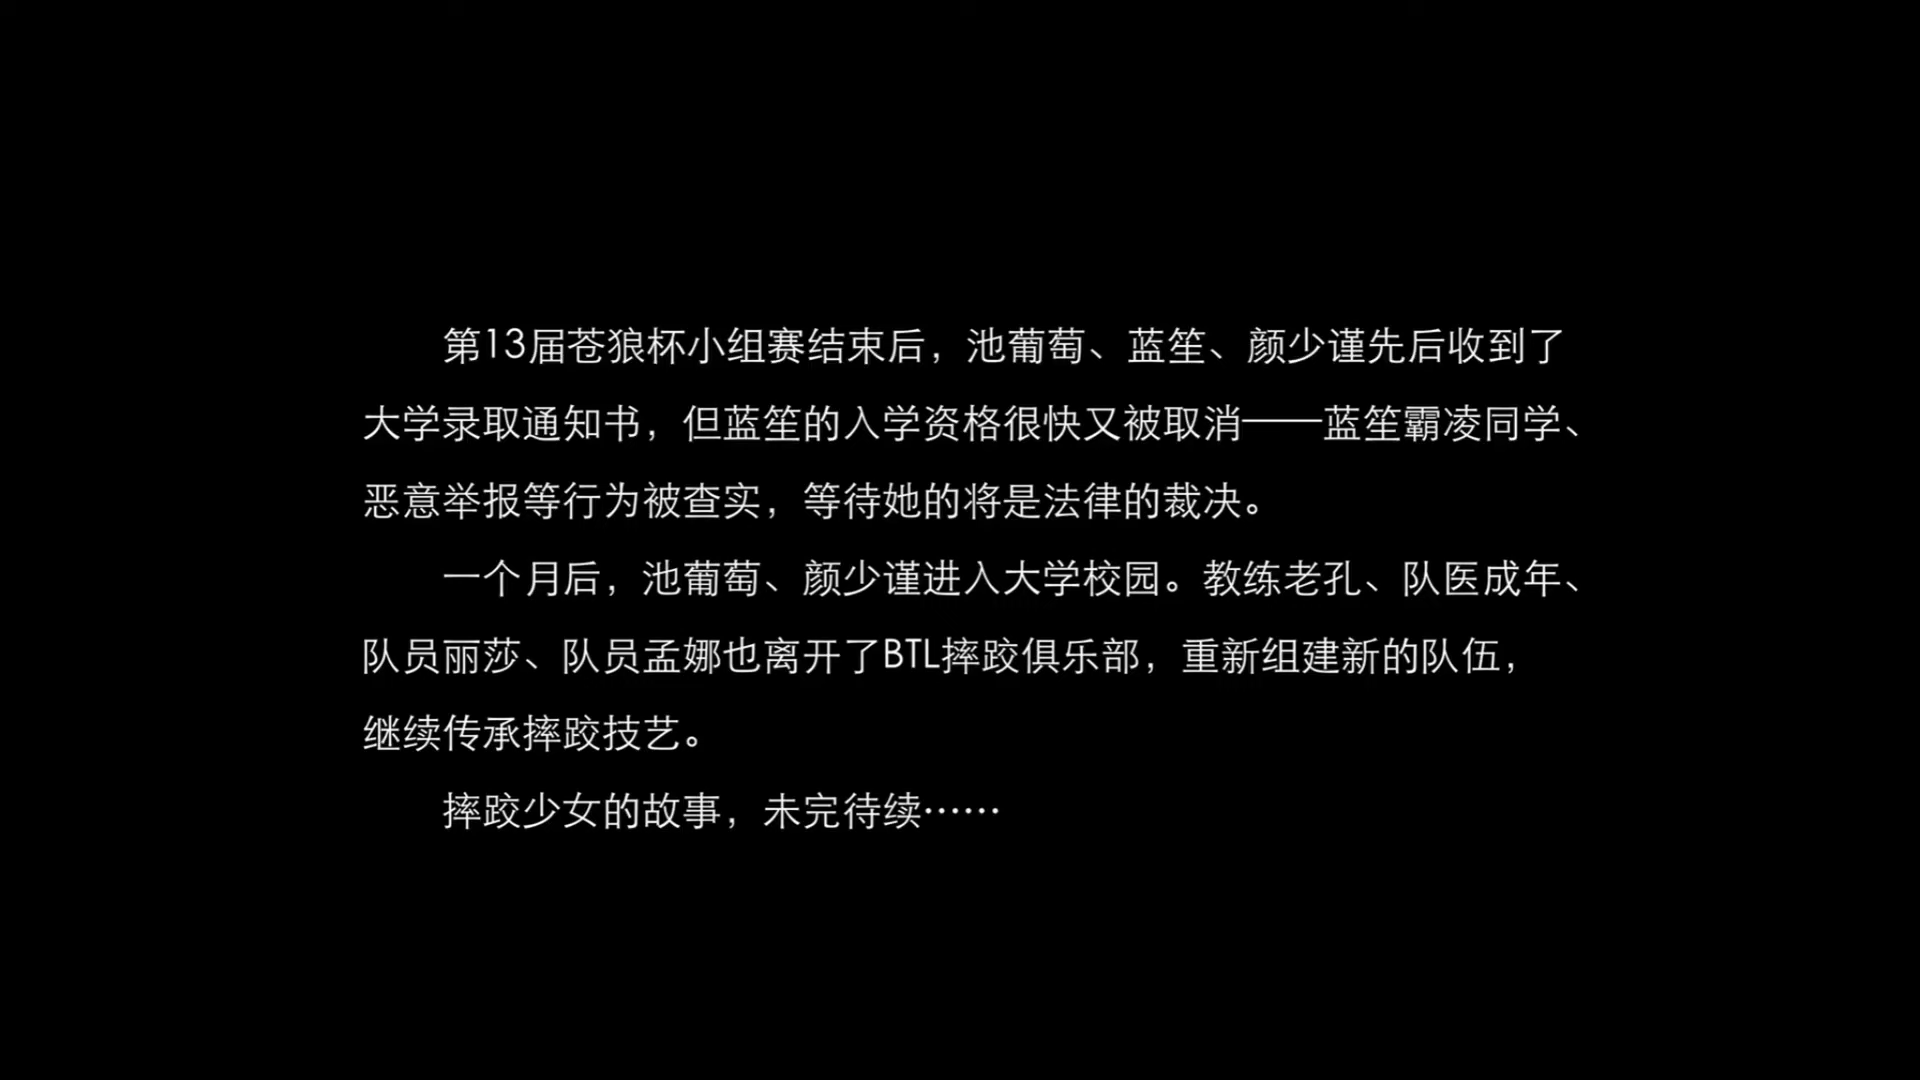 第13届苍狼杯小组赛结束后，池葡萄、蓝笙、颜少谨先后收到了
大学录取通知书，但蓝笙的入学资格很快又被取消——蓝笙霸凌同学、
恶意举报等行为被查实，等待她的将是法律的裁决。
一个月后，池葡萄、颜少谨进入大学校园。教练老孔、队医成年、
队员丽莎、队员孟娜也离开了BTL摔跤俱乐部，重新组建新的队伍，
继续传承摔跤技艺。
摔跤少女的故事，未完待续……